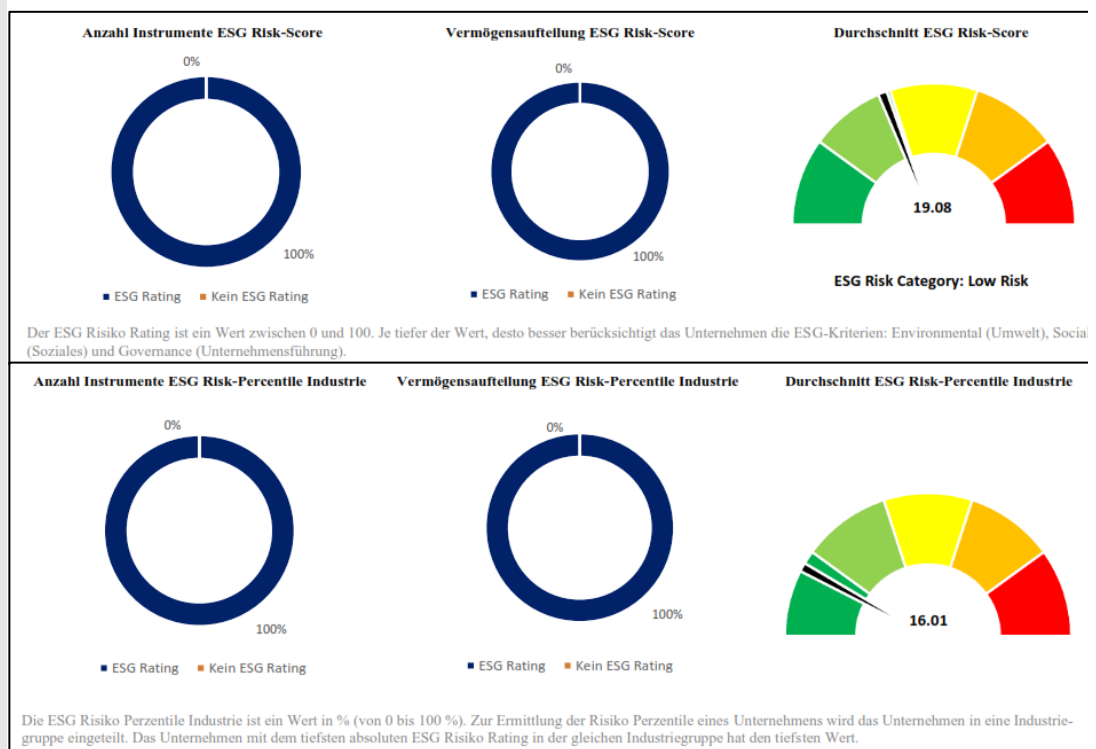 Anzahl Instrumente ESG Risk-Score
Vermögensaufteilung ESG Risk-Score
Durchschnitt ESG Risk-Score
0%
100%
■ ESG Rating ■ Kein ESG Rating
0%
100%
■ ESG Rating ■ Kein ESG Rating
19.08
ESG Risk Category: Low Risk
Der ESG Risiko Rating ist ein Wert zwischen 0 und 100. Je tiefer der Wert, desto besser berücksichtigt das Unternehmen die ESG-Kriterien: Environmental (Umwelt), Social
(Soziales) und Governance (Unternehmensführung).
Anzahl Instrumente ESG Risk-Percentile Industrie
Vermögensaufteilung ESG Risk-Percentile Industrie
Durchschnitt ESG Risk-Percentile Industrie
0%
100%
■ ESG Rating ■ Kein ESG Rating
0%
100%
■ ESG Rating ■ Kein ESG Rating
16.01
Die ESG Risiko Perzentile Industrie ist ein Wert in % (von 0 bis 100 %). Zur Ermittlung der Risiko Perzentile eines Unternehmens wird das Unternehmen in eine Industrie-
gruppe eingeteilt. Das Unternehmen mit dem tiefsten absoluten ESG Risiko Rating in der gleichen Industriegruppe hat den tiefsten Wert.